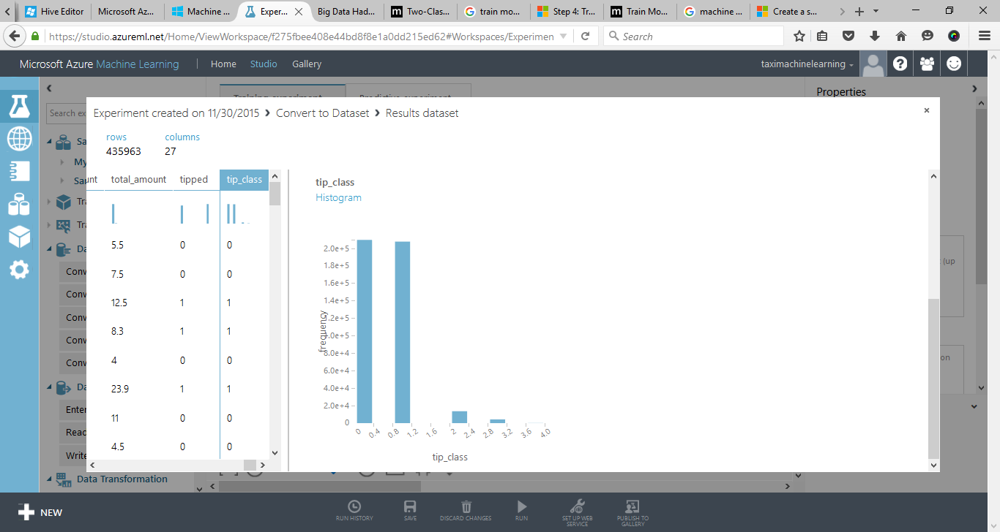 Hive Editor
Microsoft Az...
Machine ...
Exper...
Big Data Had...
Two-Clas...
train mo...
Step 4: Tr...
Train Mo...
machine ...
Create a s...
https://studio.azureml.net/Home/ViewWorkspace/f275fbee408e44bd8f8e1a0dd215ed62#Workspaces/Experimen
Search
Microsoft Azure Machine Learning
Home
Studio
Gallery
taximachinelearning
Training experiment
Predictive experiment
Properties
Search ex
Experiment created on 11/30/2015 › Convert to Dataset › Results dataset
rows
columns
435963
27
Sa
My
Sau
Tra
Tra
Da
Conv
Conv
Conv
Conv
Conv
Da
Enter
Read
Write
Data Transformation
unt total_amount tipped tip_class
5.5 0 0
7.5 0 0
12.5 1 1
8.3 1 1
4 0 0
23.9 1 1
11 0 0
4.5 0 0
tip_class
Histogram
2.0e+5
1.8e+5
1.6e+5
1.4e+5
1.2e+5
1.0e+5
8.0e+4
6.0e+4
4.0e+4
2.0e+4
0
frequency
0 0.4 0.8 1.2 1.6 2 2.4 2.8 3.2 3.6 4.0
tip_class
(up
on
NEW
RUN HISTORY
SAVE
DISCARD CHANGES
RUN
SET UP WEB
SERVICE
PUBLISH TO
GALLERY